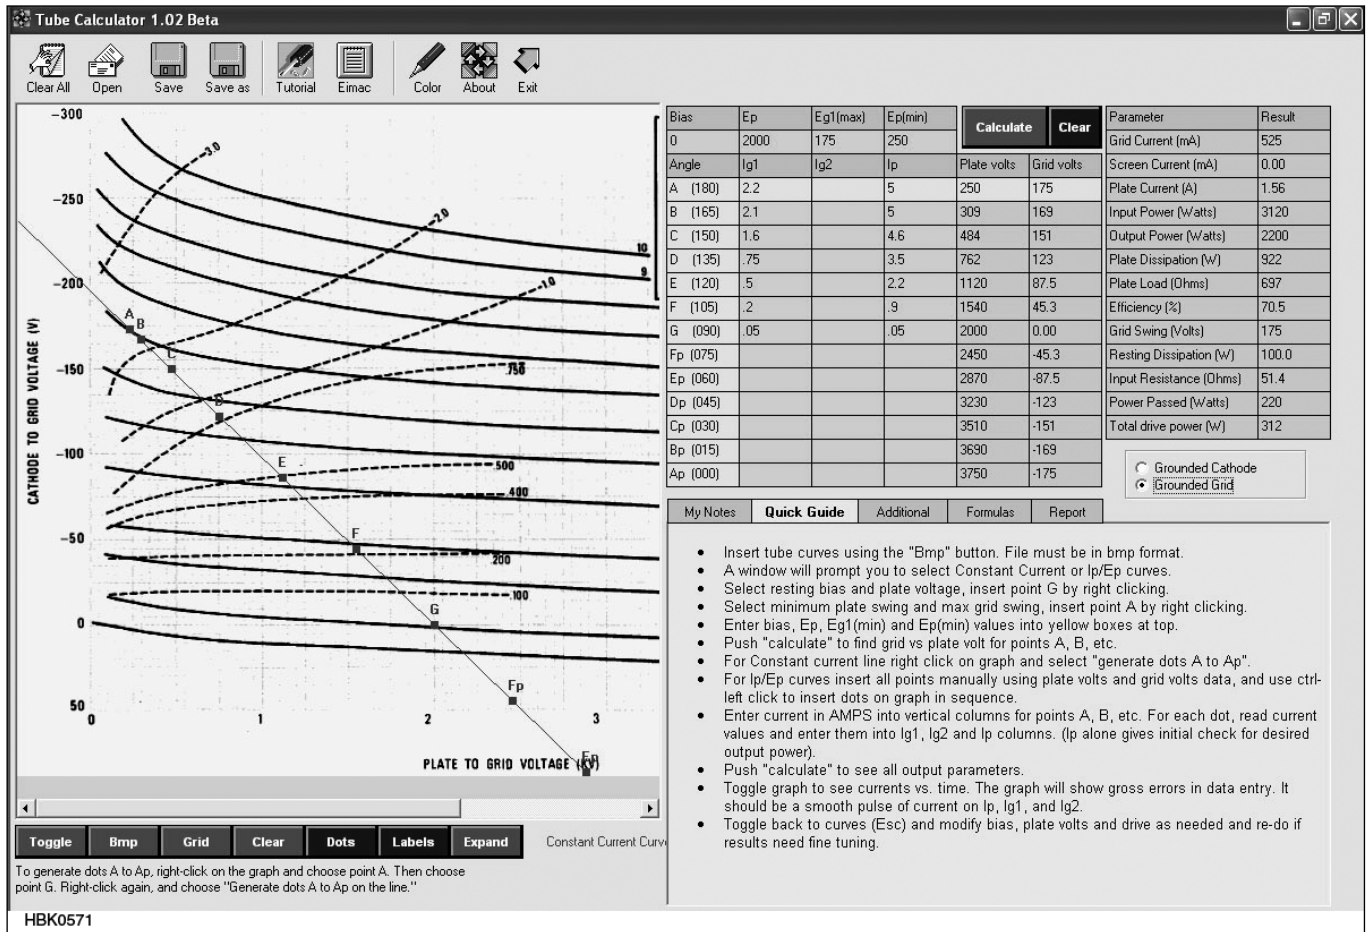 Tube Calculator 1.02 Beta
Clear All Open Save Save as Tutorial Eimac Color About Exit
-300
-250
-200
-150
-100
-50
0
50
CATHODE TO GRID VOLTAGE (V)
3.0
2.0
1.0
10
9
.750
.500
.400
.200
.100
A
B
C
D
E
F
G
Fp
Ep
0 1 2 3
PLATE TO GRID VOLTAGE (KV)
Bias Ep Eg1(max) Ep(min)
0 2000 175 250
Calculate Clear
Angle Ig1 Ig2 Ip Plate volts Grid volts
A (180) 2.2 5 250 175
B (165) 2.1 5 309 169
C (150) 1.6 4.6 484 151
D (135) .75 3.5 762 123
E (120) .5 2.2 1120 87.5
F (105) .2 .9 1540 45.3
G (090) .05 .05 2000 0.00
Fp (075) 2450 -45.3
Ep (060) 2870 -87.5
Dp (045) 3230 -123
Cp (030) 3510 -151
Bp (015) 3690 -169
Ap (000) 3750 -175
Parameter Result
Grid Current (mA) 525
Screen Current (mA) 0.00
Plate Current (A) 1.56
Input Power (Watts) 3120
Output Power (Watts) 2200
Plate Dissipation (W) 922
Plate Load (Ohms) 697
Efficiency (%) 70.5
Grid Swing (Volts) 175
Resting Dissipation (W) 100.0
Input Resistance (Ohms) 51.4
Power Passed (Watts) 220
Total drive power (W) 312
Grounded Cathode
Grounded Grid
My Notes Quick Guide Additional Formulas Report
• Insert tube curves using the "Bmp" button. File must be in bmp format.
• A window will prompt you to select Constant Current or Ip/Ep curves.
• Select resting bias and plate voltage, insert point G by right clicking.
• Select minimum plate swing and max grid swing, insert point A by right clicking.
• Enter bias, Ep, Eg1(min) and Ep(min) values into yellow boxes at top.
• Push "calculate" to find grid vs plate volt for points A, B, etc.
• For Constant current line right click on graph and select "generate dots A to Ap".
• For Ip/Ep curves insert all points manually using plate volts and grid volts data, and use ctrl-
left click to insert dots on graph in sequence.
• Enter current in AMPS into vertical columns for points A, B, etc. For each dot, read current
values and enter them into Ig1, Ig2 and Ip columns. (Ip alone gives initial check for desired
output power).
• Push "calculate" to see all output parameters.
• Toggle graph to see currents vs. time. The graph will show gross errors in data entry. It
should be a smooth pulse of current on Ip, Ig1, and Ig2.
• Toggle back to curves (Esc) and modify bias, plate volts and drive as needed and re-do if
results need fine tuning.
Toggle Bmp Grid Clear Dots Labels Expand Constant Current Curv
To generate dots A to Ap, right-click on the graph and choose point A. Then choose
point G. Right-click again, and choose "Generate dots A to Ap on the line."
HBK0571